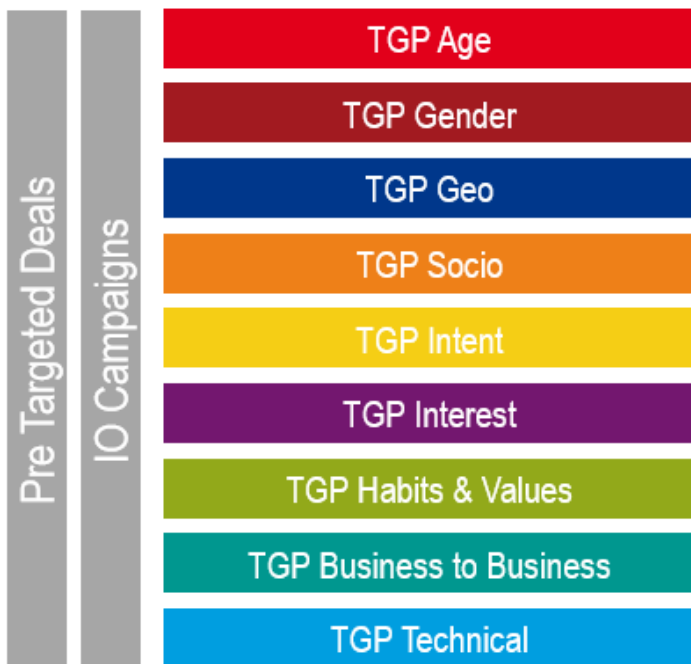 Pre Targeted Deals
IO Campaigns
TGP Age
TGP Gender
TGP Geo
TGP Socio
TGP Intent
TGP Interest
TGP Habits & Values
TGP Business to Business
TGP Technical